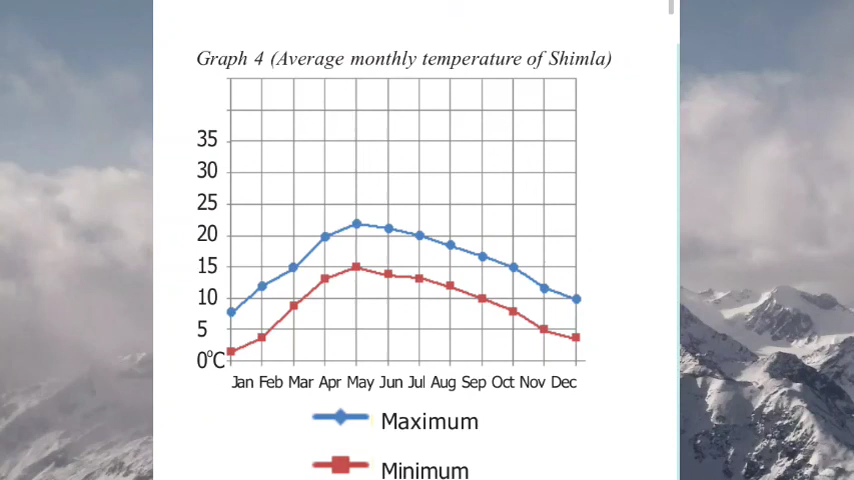 Graph 4 (Average monthly temperature of Shimla)
35
30
25
20
15
10
5
0°C
Jan Feb Mar Apr May Jun Jul Aug Sep Oct Nov Dec
Maximum
Minimum